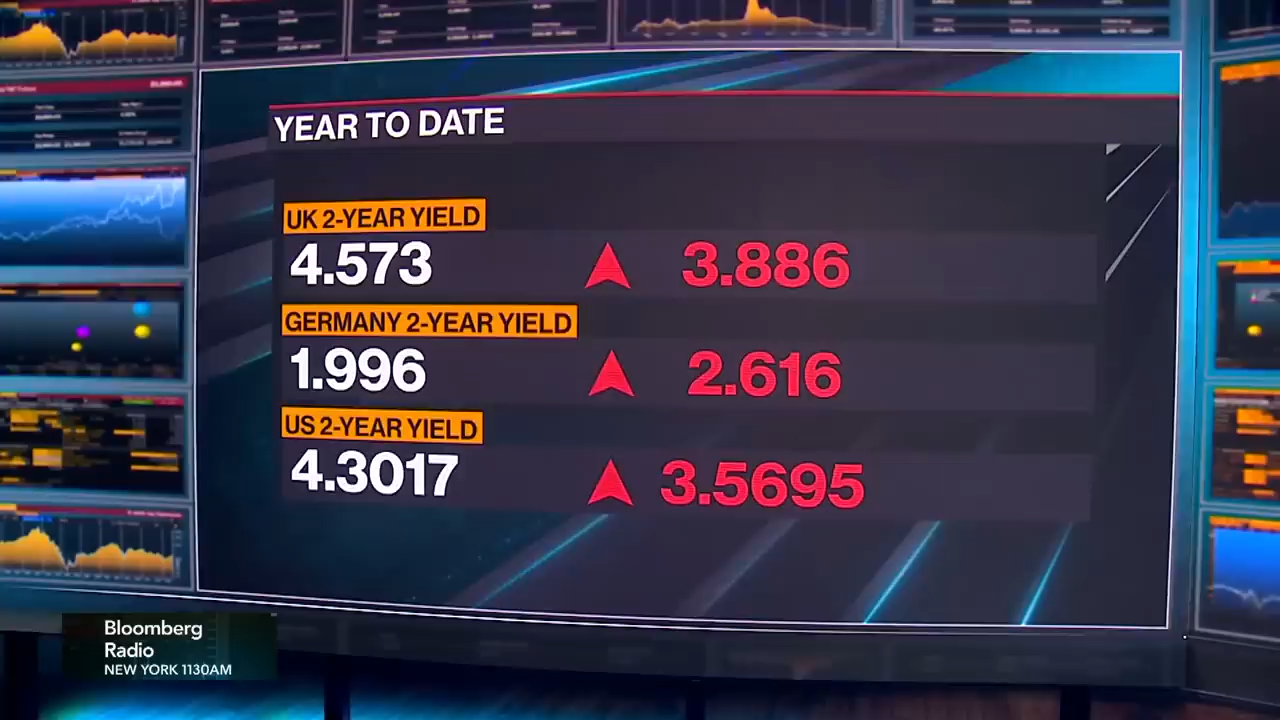 YEAR TO DATE
UK 2-YEAR YIELD
4.573 3.886
GERMANY 2-YEAR YIELD
1.996 2.616
US 2-YEAR YIELD
4.3017 3.5695
Bloomberg
Radio
NEW YORK 1130AM